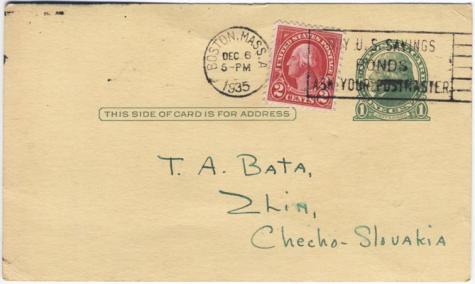 BOSTON, MASS. A
DEC 6
5-PM
1935
UNITED STATES POSTAGE
2 CENTS 2
BUY U.S. SAVINGS
BONDS
ASK YOUR POSTMASTER
1 1
THIS SIDE OF CARD IS FOR ADDRESS
T. A. Bata,
Zlin,
Checho-Slovakia